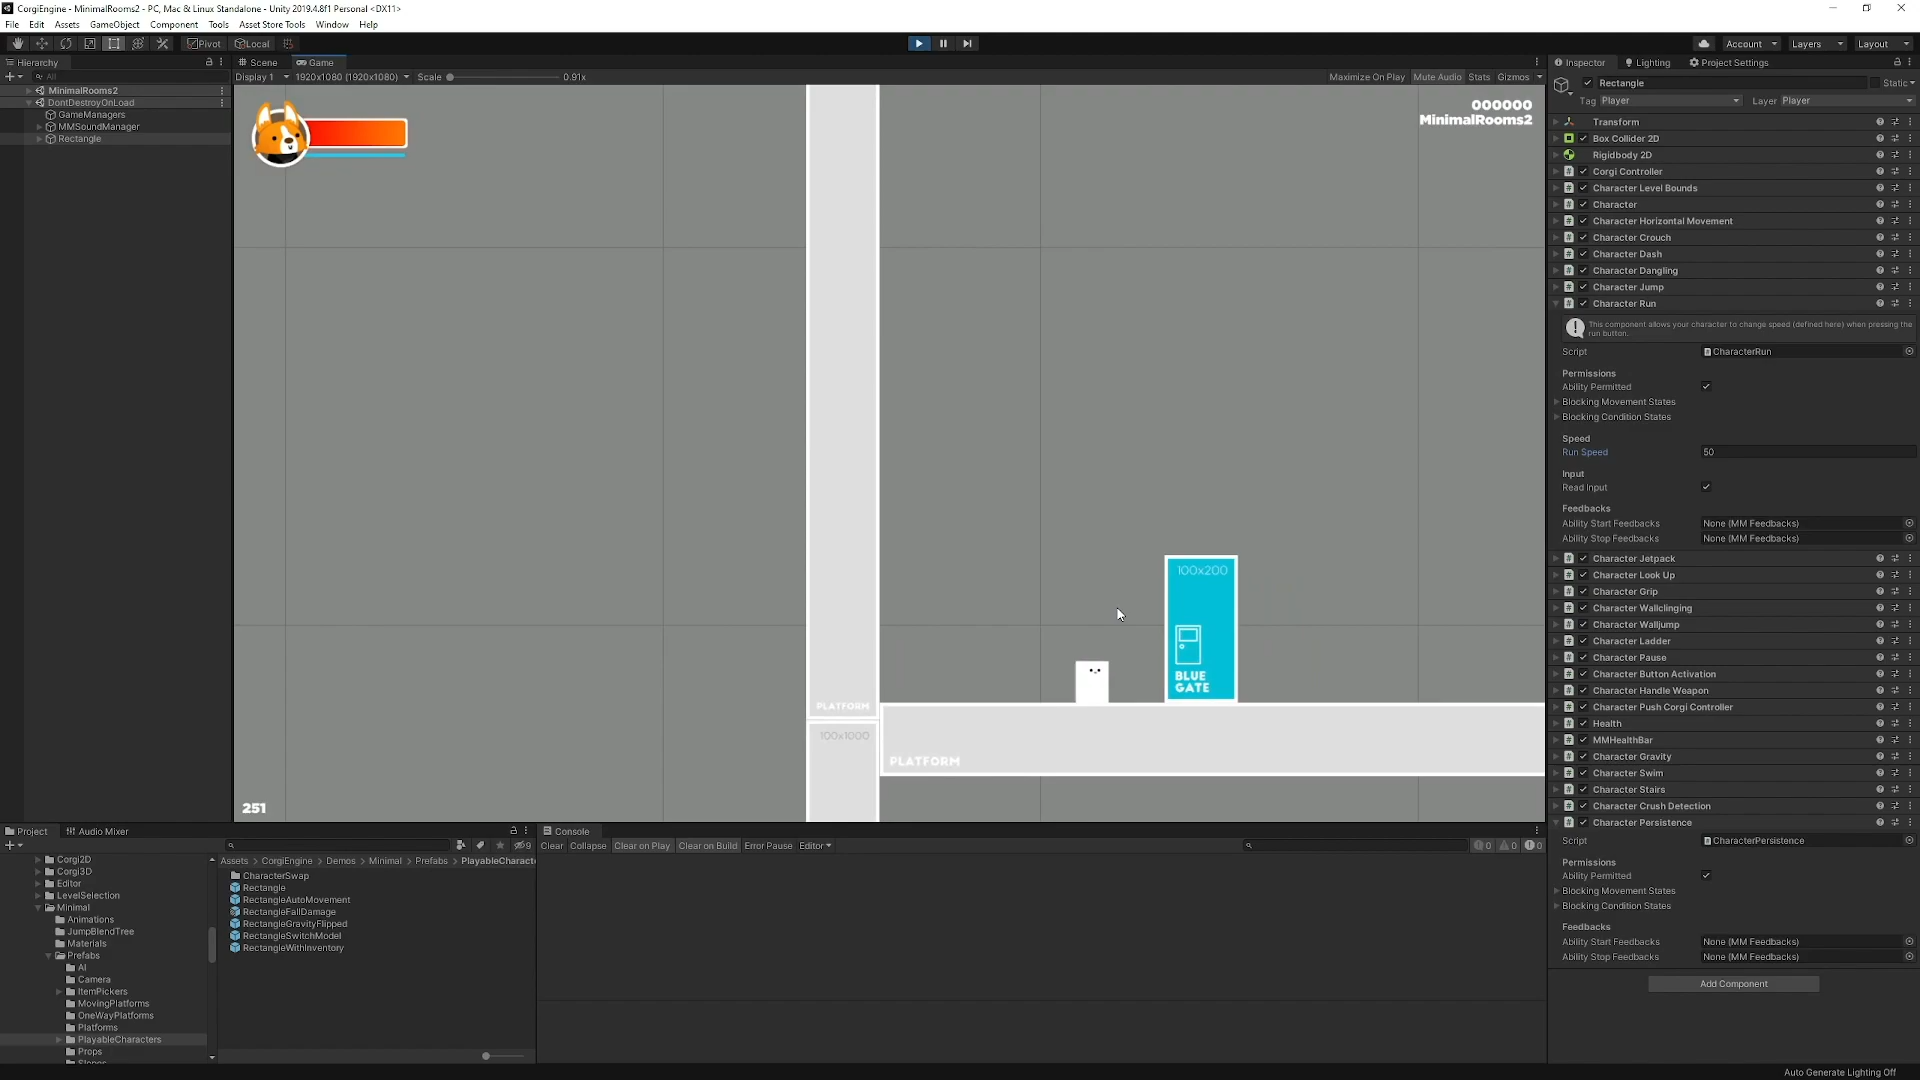 CorgiEngine - MinimalRooms2 - PC, Mac & Linux Standalone - Unity 2019.4.8f1 Personal <DX11>
File Edit Assets GameObject Component Tools Asset Store Tools Window Help
Pivot Local Account Layers Layout
Hierarchy
All
MinimalRooms2
DontDestroyOnLoad
GameManagers
MMSoundManager
Rectangle
Scene Game
Display 1 1920x1080 (1920x1080) Scale 0.91x Maximize On Play Mute Audio Stats Gizmos
000000
MinimalRooms2
100x200
BLUE
GATE
PLATFORM
100x1000
PLATFORM
251
Inspector Lighting Project Settings
Rectangle Static
Tag Player Layer Player
Transform
Box Collider 2D
Rigidbody 2D
Corgi Controller
Character Level Bounds
Character
Character Horizontal Movement
Character Crouch
Character Dash
Character Dangling
Character Jump
Character Run
This component allows your character to change speed (defined here) when pressing the
run button.
Script CharacterRun
Permissions
Ability Permitted
Blocking Movement States
Blocking Condition States
Speed
Run Speed 50
Input
Read Input
Feedbacks
Ability Start Feedbacks None (MM Feedbacks)
Ability Stop Feedbacks None (MM Feedbacks)
Character Jetpack
Character Look Up
Character Grip
Character Wallclinging
Character Walljump
Character Ladder
Character Pause
Character Button Activation
Character Handle Weapon
Character Push Corgi Controller
Health
MMHealthBar
Character Gravity
Character Swim
Character Stairs
Character Crush Detection
Character Persistence
Script CharacterPersistence
Permissions
Ability Permitted
Blocking Movement States
Blocking Condition States
Feedbacks
Ability Start Feedbacks None (MM Feedbacks)
Ability Stop Feedbacks None (MM Feedbacks)
Add Component
Project Audio Mixer
9
Corgi2D
Corgi3D
Editor
LevelSelection
Minimal
Animations
JumpBlendTree
Materials
Prefabs
AI
Camera
ItemPickers
MovingPlatforms
OneWayPlatforms
Platforms
PlayableCharacters
Props
Slopes
Assets > CorgiEngine > Demos > Minimal > Prefabs > PlayableCharact
CharacterSwap
Rectangle
RectangleAutoMovement
RectangleFallDamage
RectangleGravityFlipped
RectangleSwitchModel
RectangleWithInventory
Console
Clear Collapse Clear on Play Clear on Build Error Pause Editor
0 0 0
Auto Generate Lighting Off